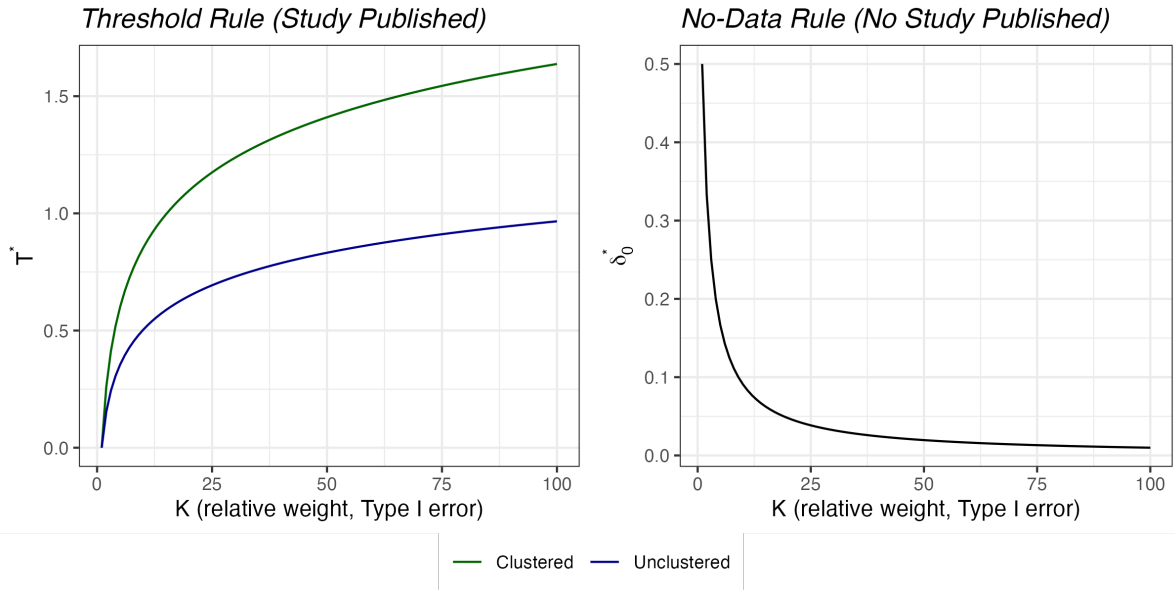 Threshold Rule (Study Published)
T*
1.5
1.0
0.5
0.0
0 25 50 75 100
K (relative weight, Type I error)
No-Data Rule (No Study Published)
δ0*
0.5
0.4
0.3
0.2
0.1
0.0
0 25 50 75 100
K (relative weight, Type I error)
Clustered Unclustered